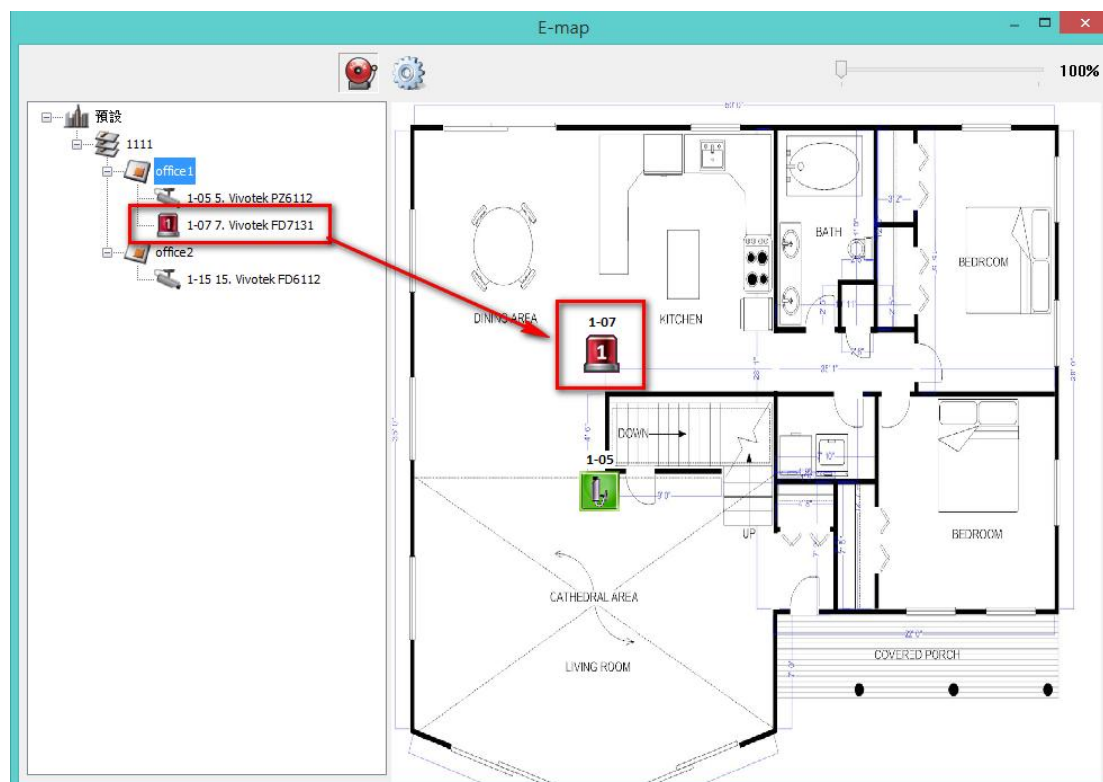 E-map
100%
預設
1111
office1
1-05 5. Vivotek PZ6112
1-07 7. Vivotek FD7131
office2
1-15 15. Vivotek FD6112
BATH
BEDROOM
DINING AREA
1-07
KITCHEN
1
1
DOWN
1-05
UP
BEDROOM
CATHEDRAL AREA
LIVING ROOM
COVERED PORCH